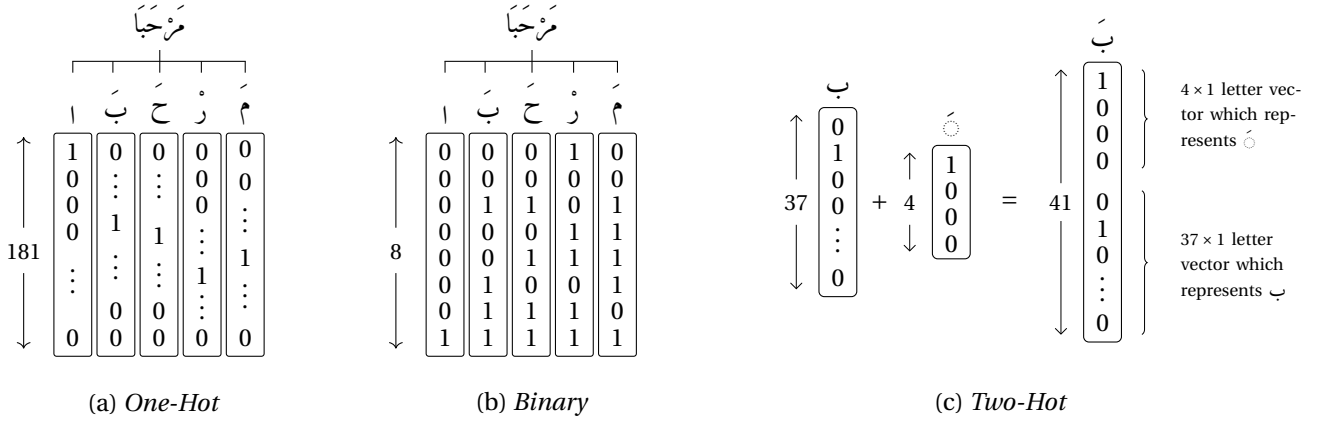 مَرْحَبَا
ا بَ حَ رْ مَ
181
1 0 0 0 0
0 ⋮ ⋮ 0 0
0 1 1 0 ⋮
0 ⋮ ⋮ ⋮ 1
⋮ 0 0 1 ⋮
0 0 0 ⋮ 0
0
(a) One-Hot
مَرْحَبَا
ا بَ حَ رْ مَ
8
0 0 0 1 0
0 0 0 0 0
0 1 1 0 1
0 0 0 1 1
0 0 1 1 1
0 1 0 0 1
0 1 1 1 0
1 1 1 1 1
(b) Binary
ب
37
0
1
0
0
⋮
0
+
◌َ
4
1
0
0
0
=
بَ
41
1
0
0
0
0
1
0
⋮
0
4 × 1 letter vec-
tor which rep-
resents ◌َ
37 × 1 letter
vector which
represents ب
(c) Two-Hot